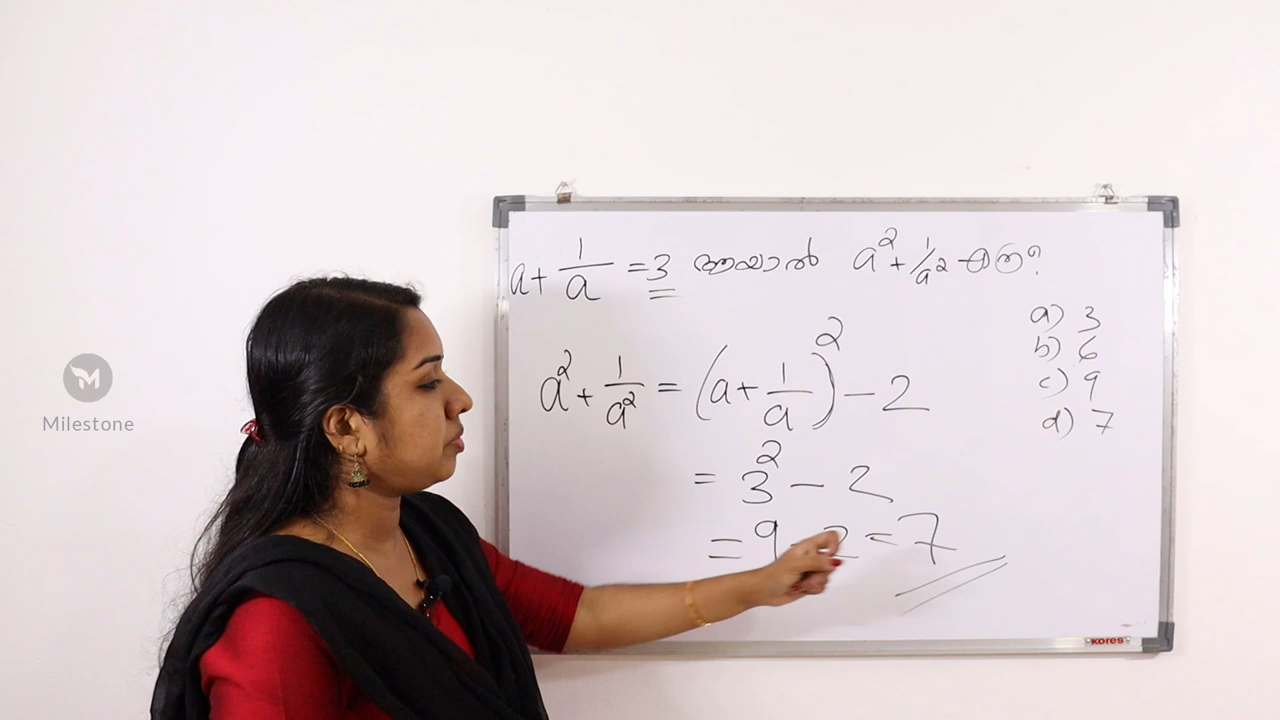 a + 1/a = 3 ആയാൽ a² + 1/a² എത്ര?
a) 3
b) 6
c) 9
d) 7
a² + 1/a² = (a + 1/a)² - 2
= 3² - 2
= 9 - 2 = 7
KORES
Milestone